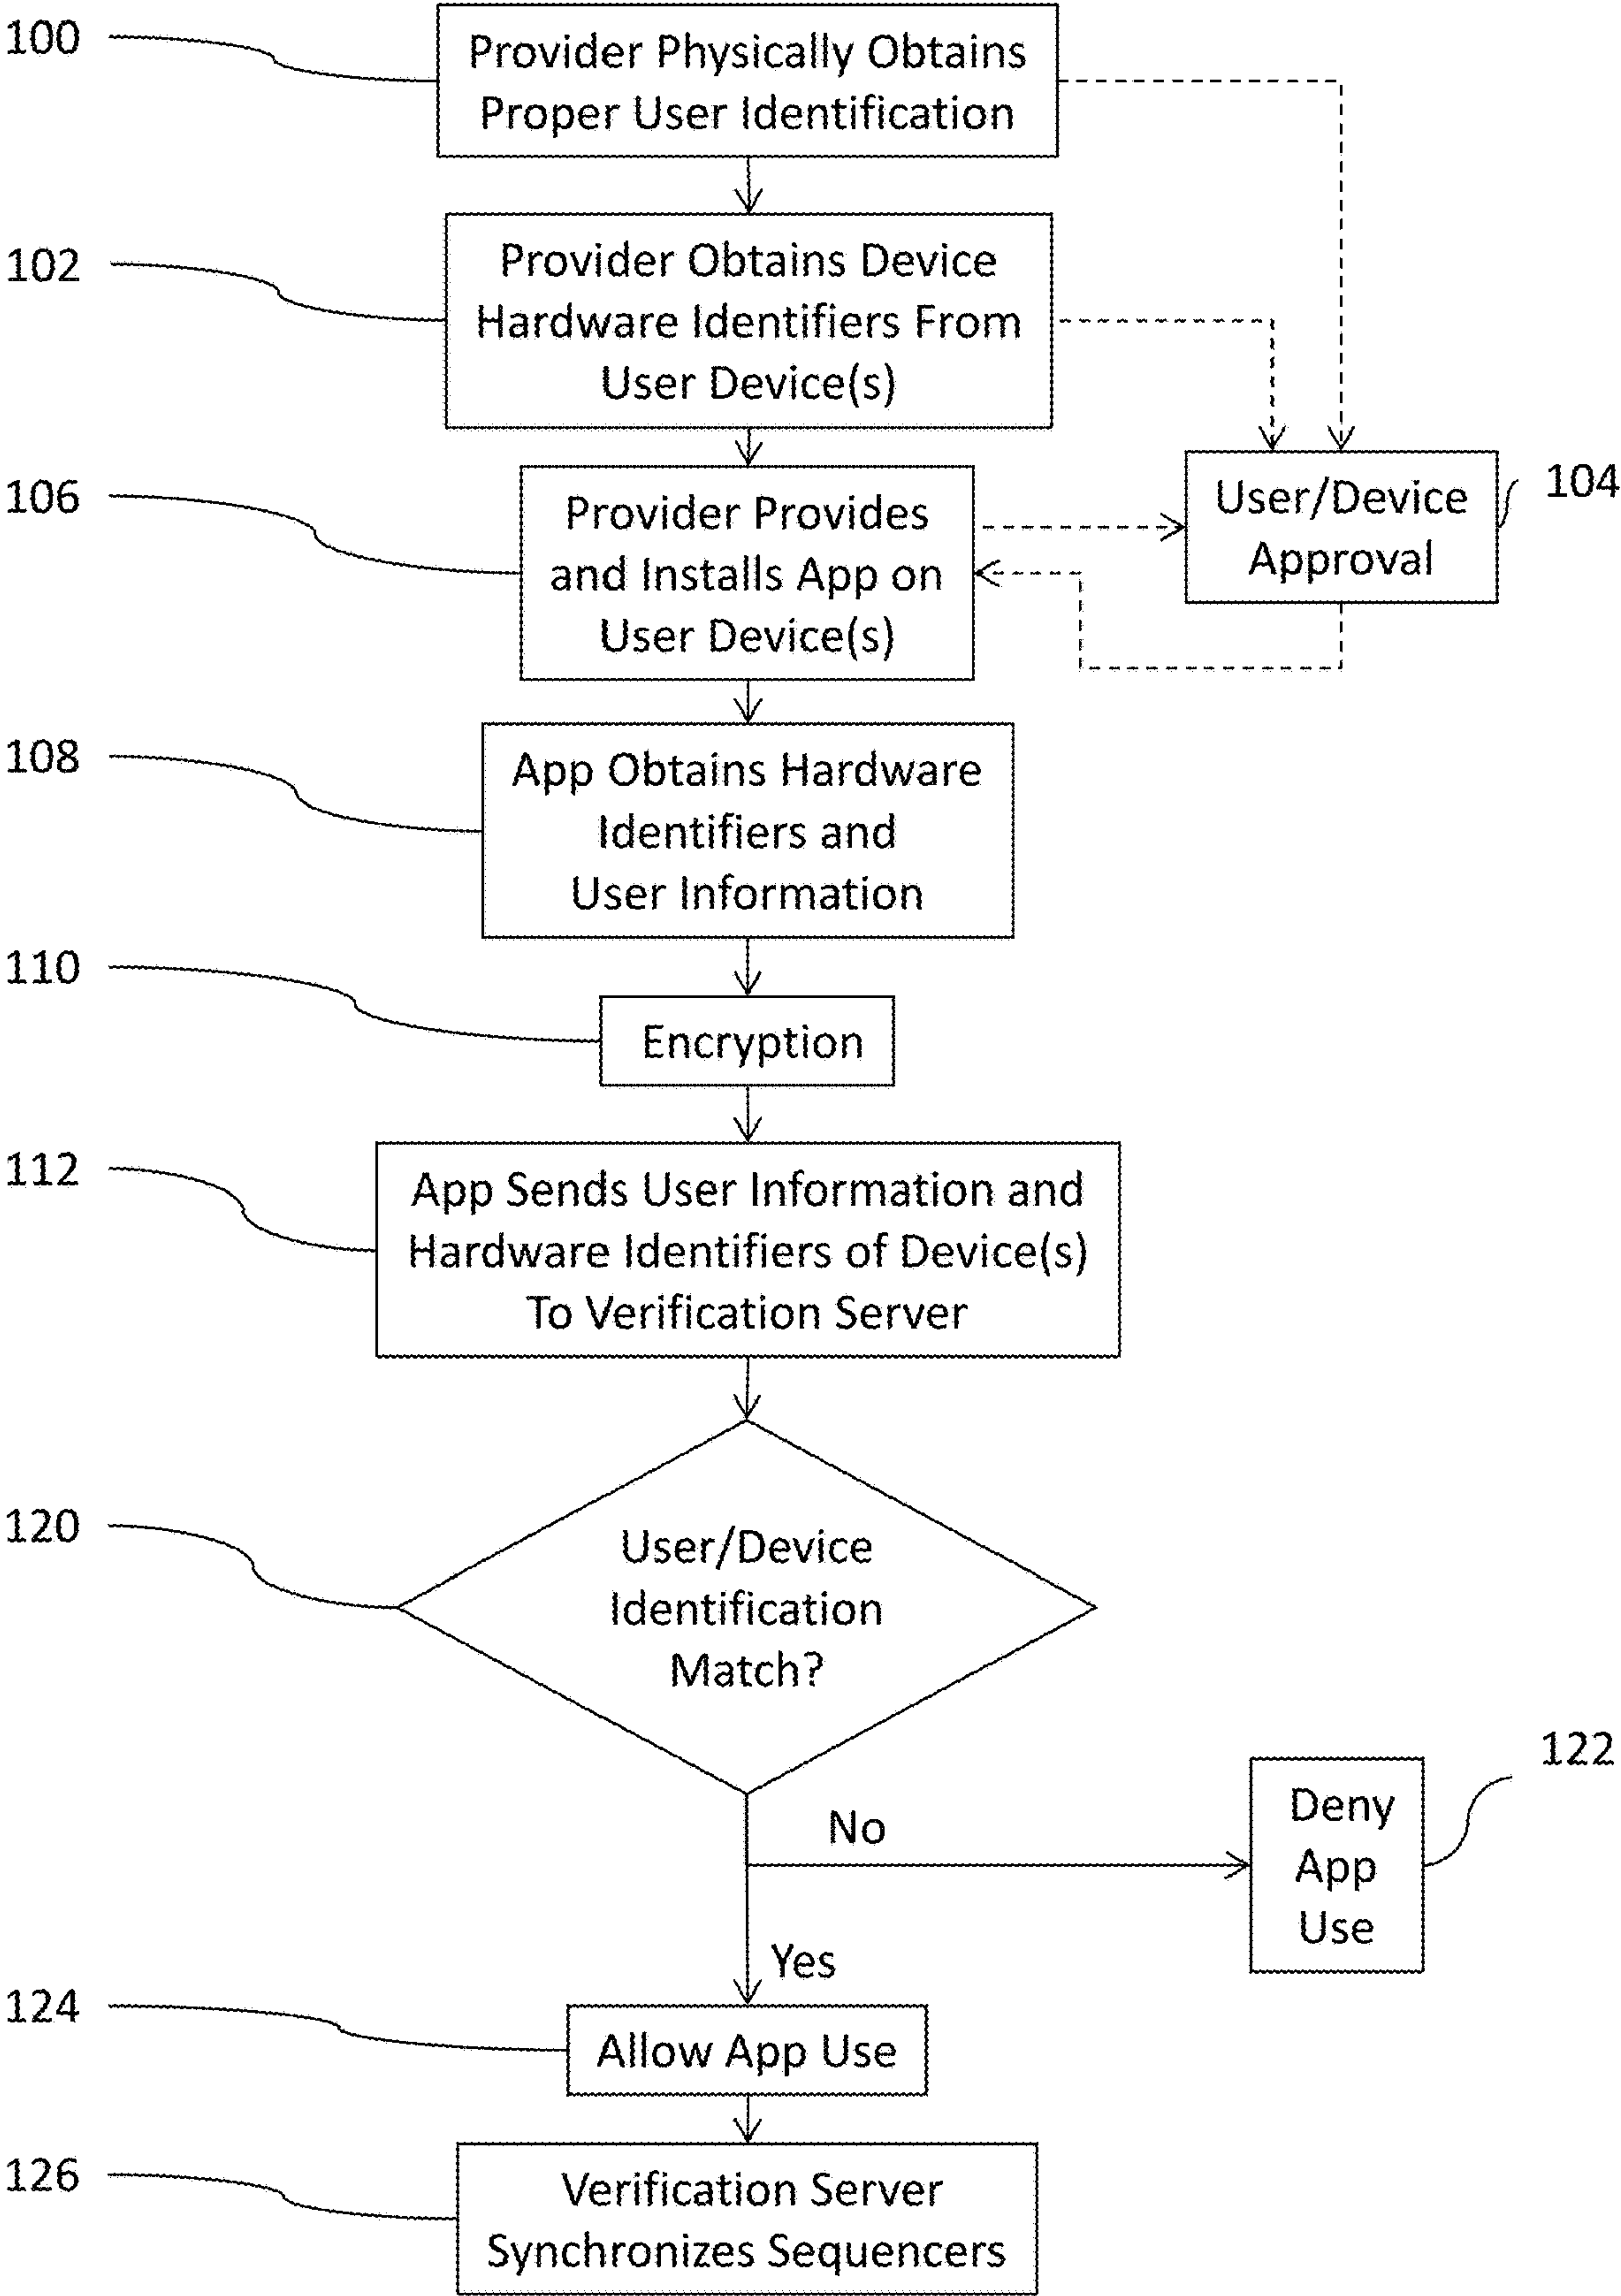 100
Provider Physically Obtains
Proper User Identification
102
Provider Obtains Device
Hardware Identifiers From
User Device(s)
104
User/Device
Approval
106
Provider Provides
and Installs App on
User Device(s)
108
App Obtains Hardware
Identifiers and
User Information
110
Encryption
112
App Sends User Information and
Hardware Identifiers of Device(s)
To Verification Server
120
User/Device
Identification
Match?
No
122
Deny
App
Use
Yes
124
Allow App Use
126
Verification Server
Synchronizes Sequencers